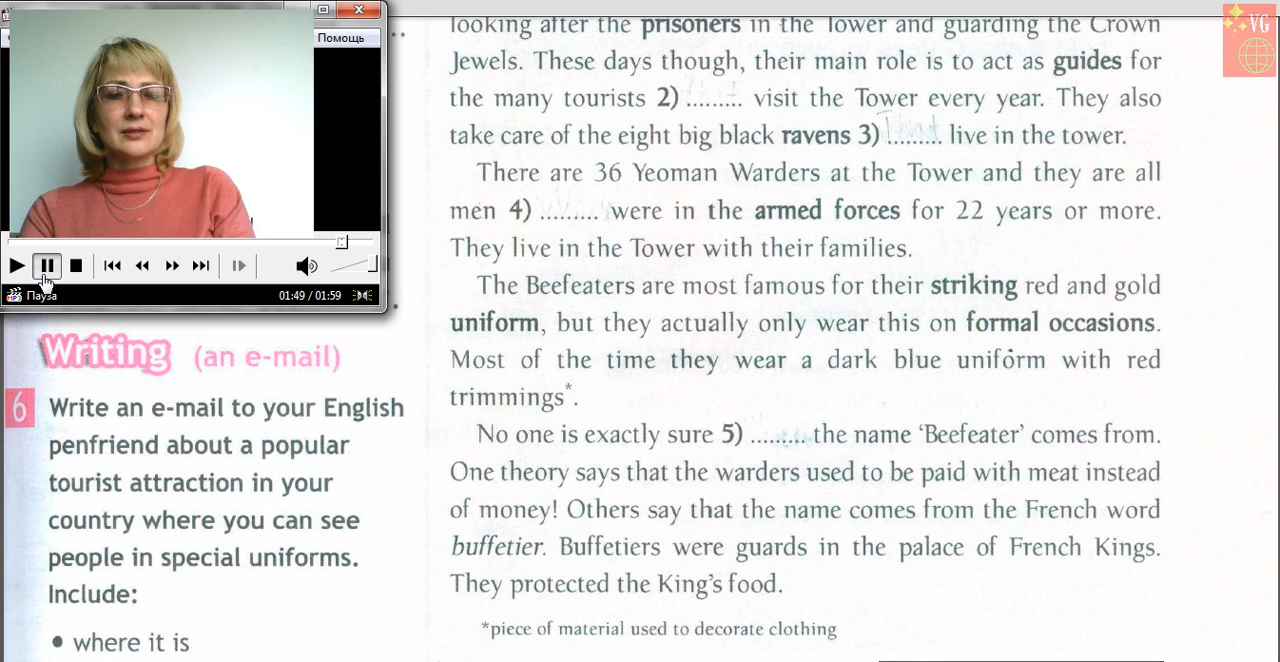 Помощь
VG
Пауза
01:49 / 01:59
looking after the prisoners in the Tower and guarding the Crown
Jewels. These days though, their main role is to act as guides for
the many tourists 2) ......... visit the Tower every year. They also
take care of the eight big black ravens 3) ......... live in the tower.
There are 36 Yeoman Warders at the Tower and they are all
men 4) ......... were in the armed forces for 22 years or more.
They live in the Tower with their families.
The Beefeaters are most famous for their striking red and gold
uniform, but they actually only wear this on formal occasions.
Most of the time they wear a dark blue uniform with red
trimmings*.
No one is exactly sure 5) ......... the name ‘Beefeater’ comes from.
One theory says that the warders used to be paid with meat instead
of money! Others say that the name comes from the French word
buffetier. Buffetiers were guards in the palace of French Kings.
They protected the King’s food.
*piece of material used to decorate clothing
Writing (an e-mail)
6 Write an e-mail to your English
penfriend about a popular
tourist attraction in your
country where you can see
people in special uniforms.
Include:
• where it is